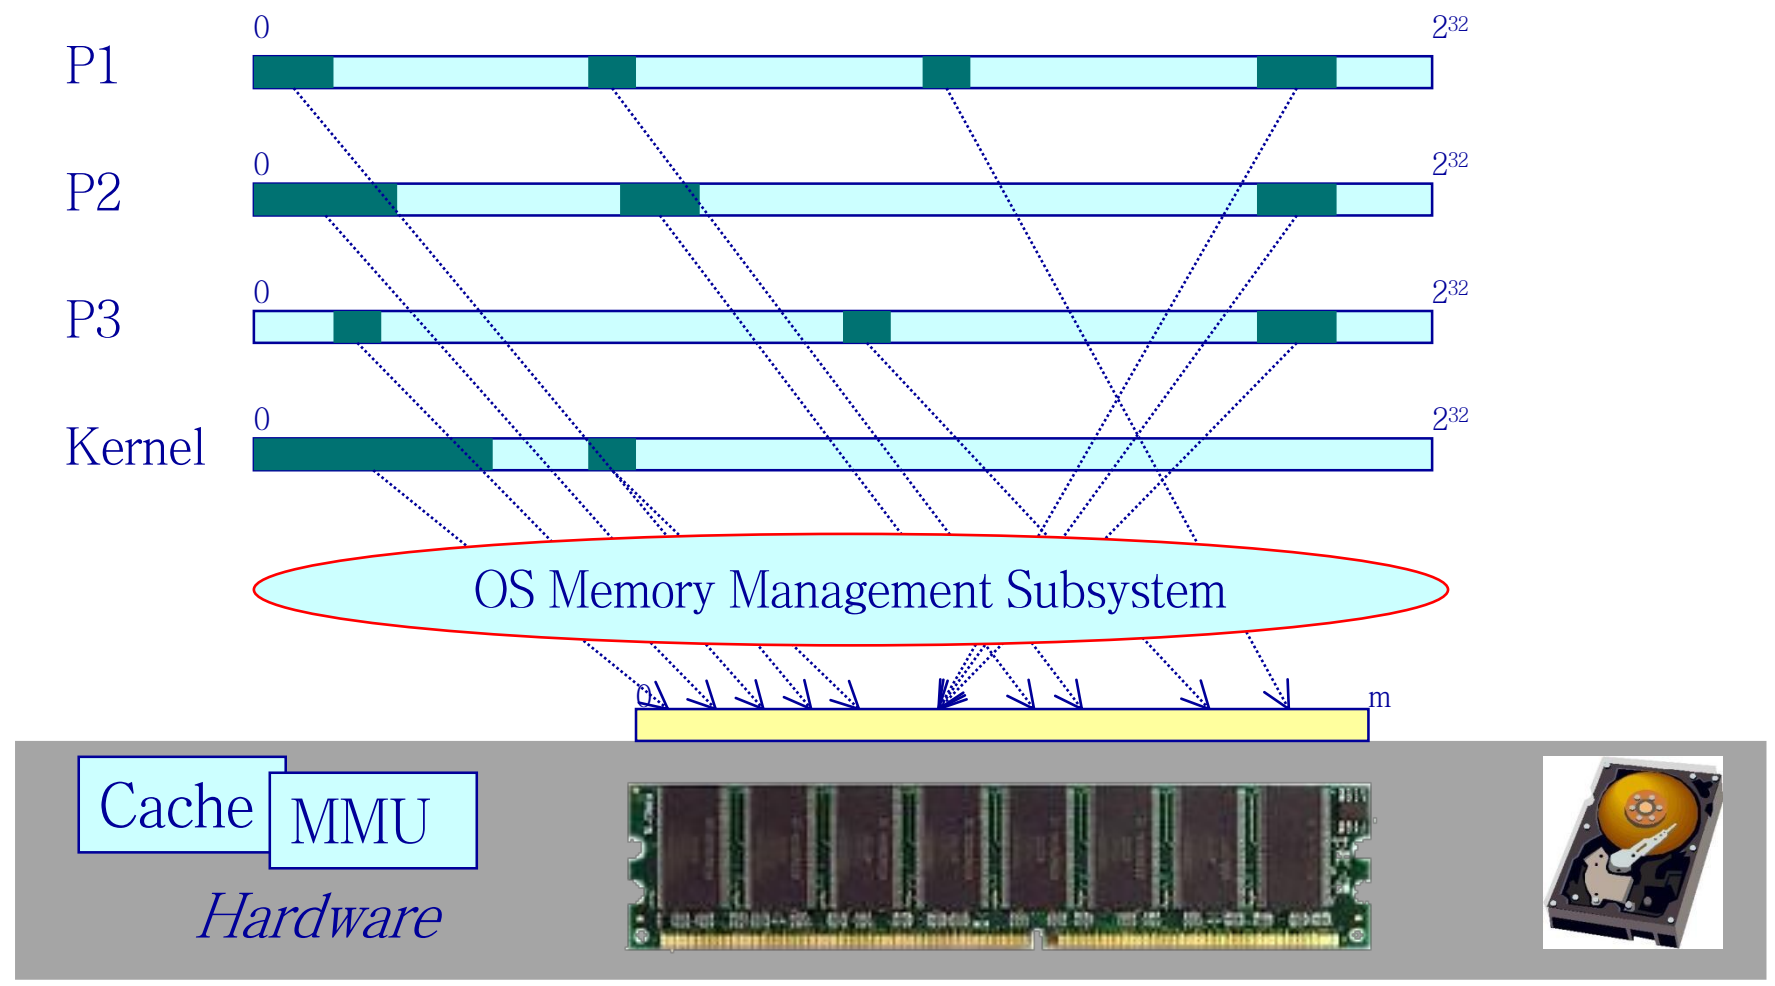 0 2³²
P1
0 2³²
P2
0 2³²
P3
0 2³²
Kernel
OS Memory Management Subsystem
0 m
Cache
MMU
Hardware